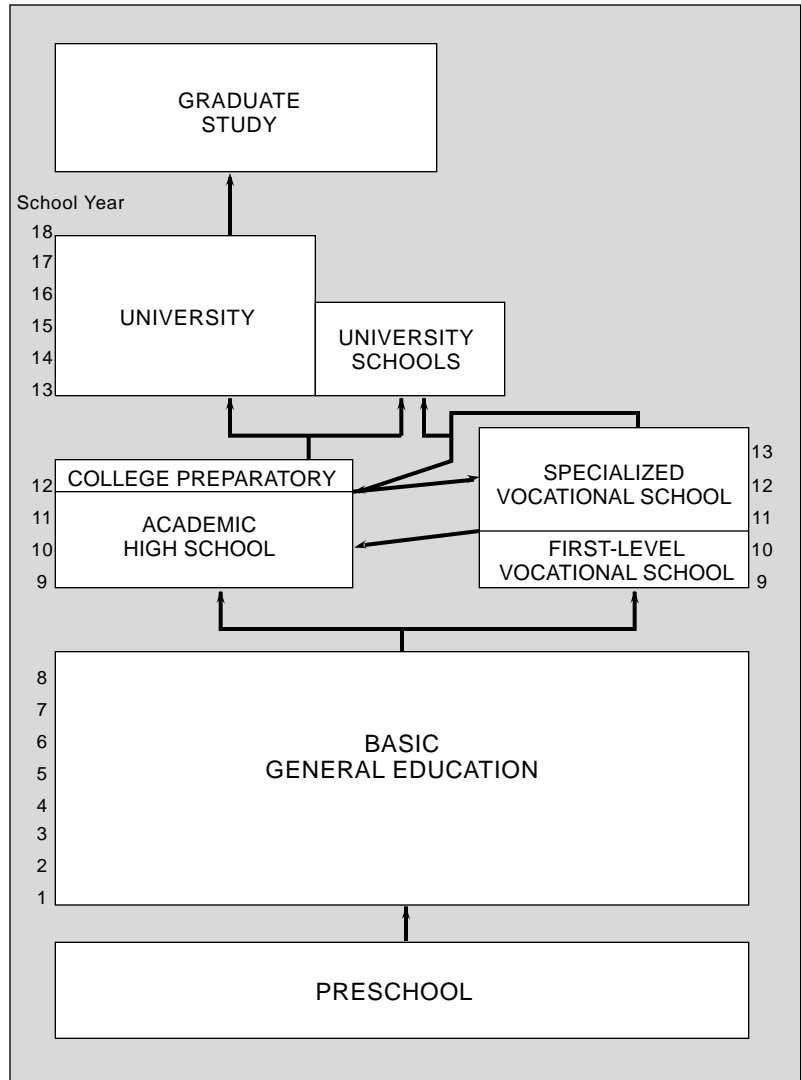 GRADUATE
STUDY
School Year
18
17
16
15
14
13
UNIVERSITY
UNIVERSITY
SCHOOLS
COLLEGE PREPARATORY
12
11
10
9
ACADEMIC
HIGH SCHOOL
SPECIALIZED
VOCATIONAL SCHOOL
FIRST-LEVEL
VOCATIONAL SCHOOL
13
12
11
10
9
8
7
6
5
4
3
2
1
BASIC
GENERAL EDUCATION
PRESCHOOL